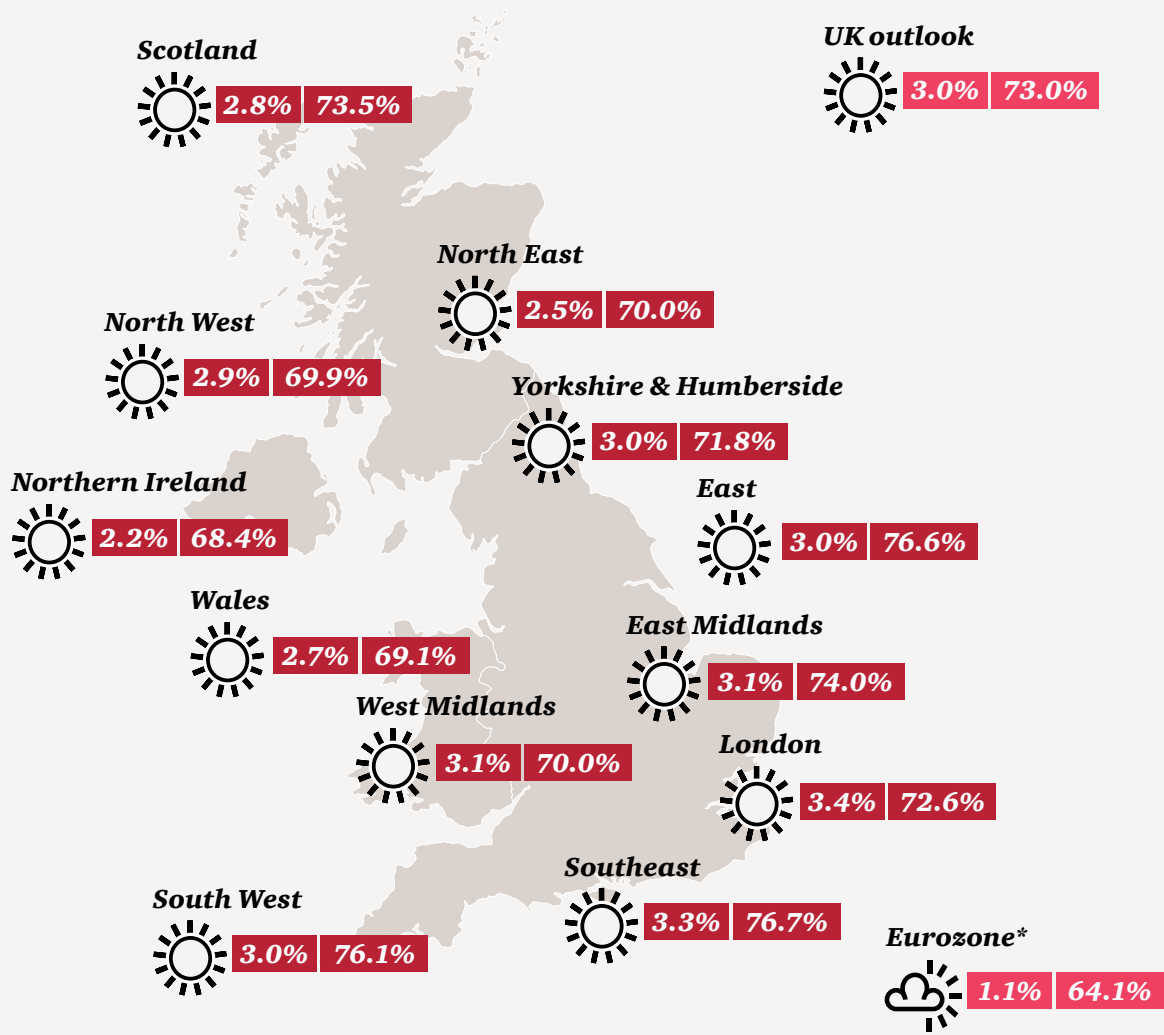 Scotland
2.8% 73.5%
UK outlook
3.0% 73.0%
North East
2.5% 70.0%
North West
2.9% 69.9%
Yorkshire & Humberside
3.0% 71.8%
Northern Ireland
2.2% 68.4%
East
3.0% 76.6%
Wales
2.7% 69.1%
East Midlands
3.1% 74.0%
West Midlands
3.1% 70.0%
London
3.4% 72.6%
Southeast
3.3% 76.7%
South West
3.0% 76.1%
Eurozone*
1.1% 64.1%